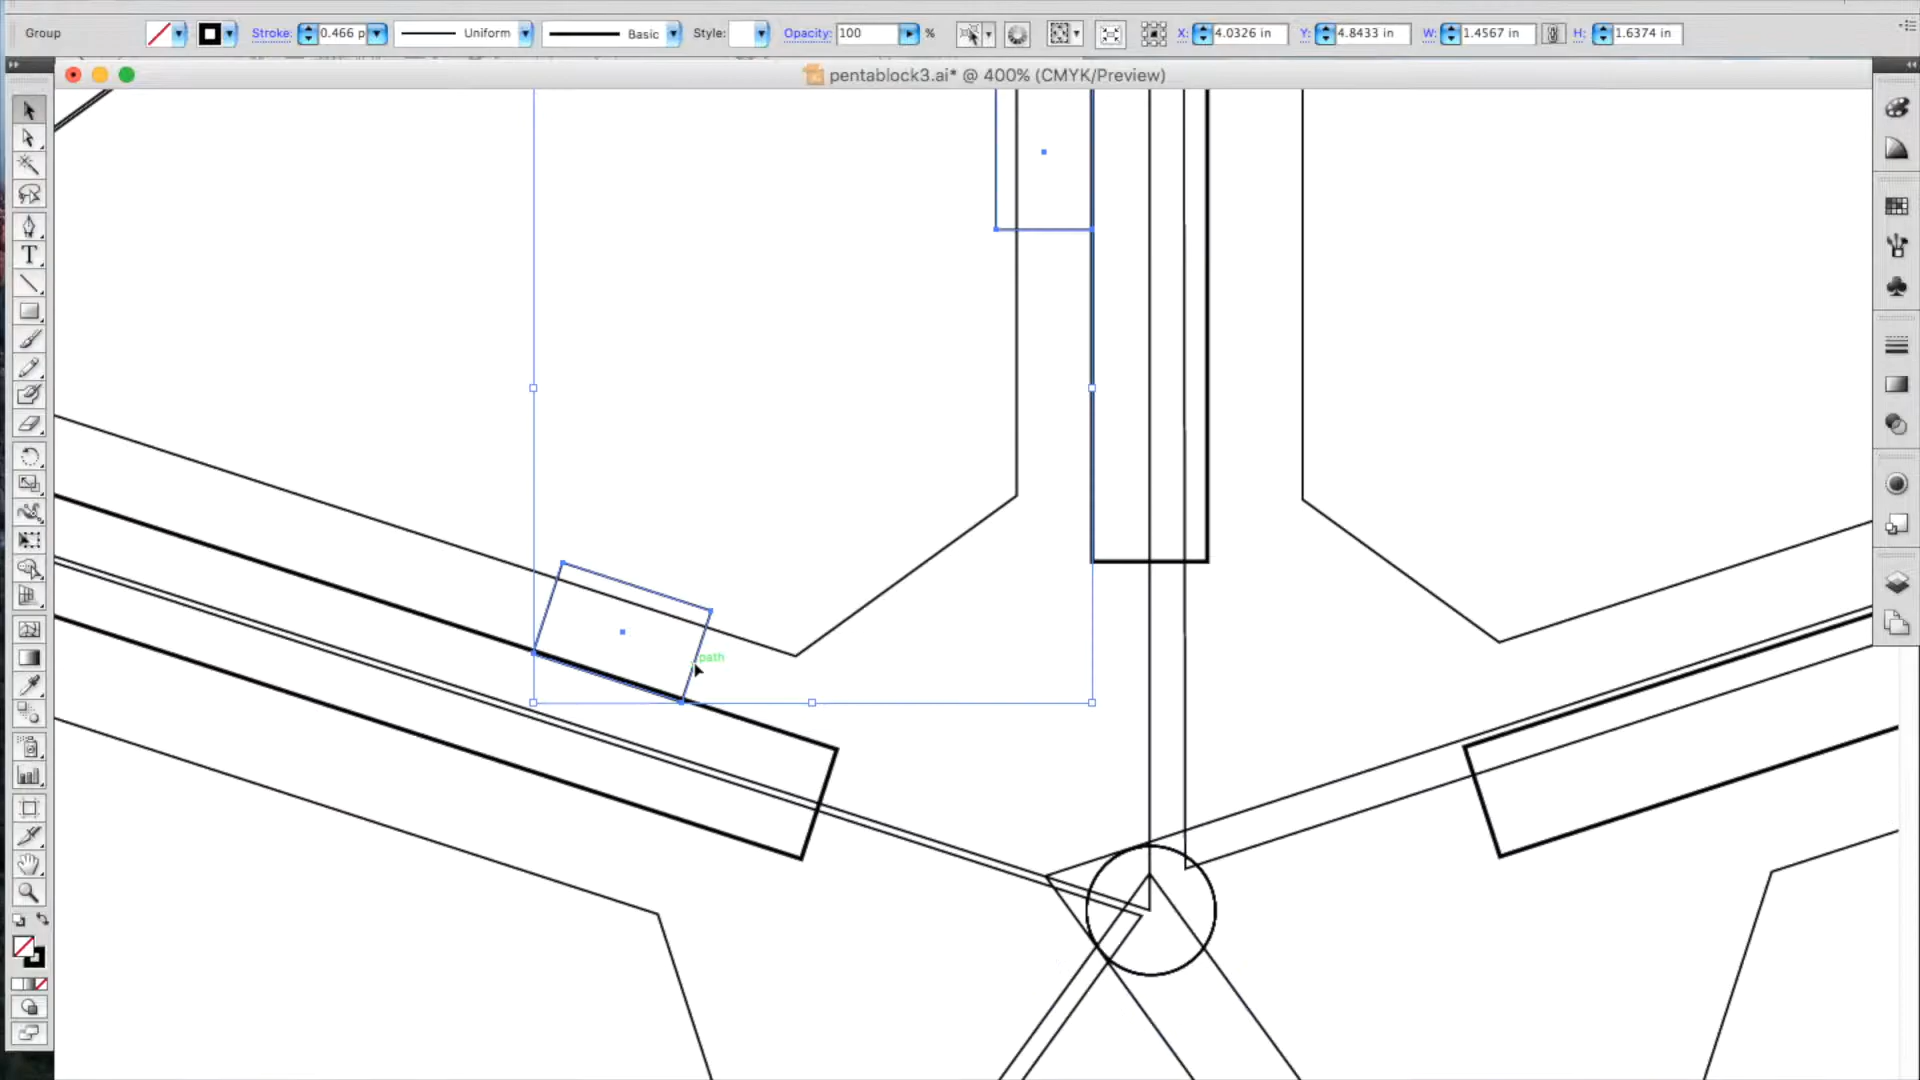 Group Stroke: 0.466 p Uniform Basic Style: Opacity: 100 % X: 4.0326 in Y: 4.8433 in W: 1.4567 in H: 1.6374 in
pentablock3.ai* @ 400% (CMYK/Preview)
T
path